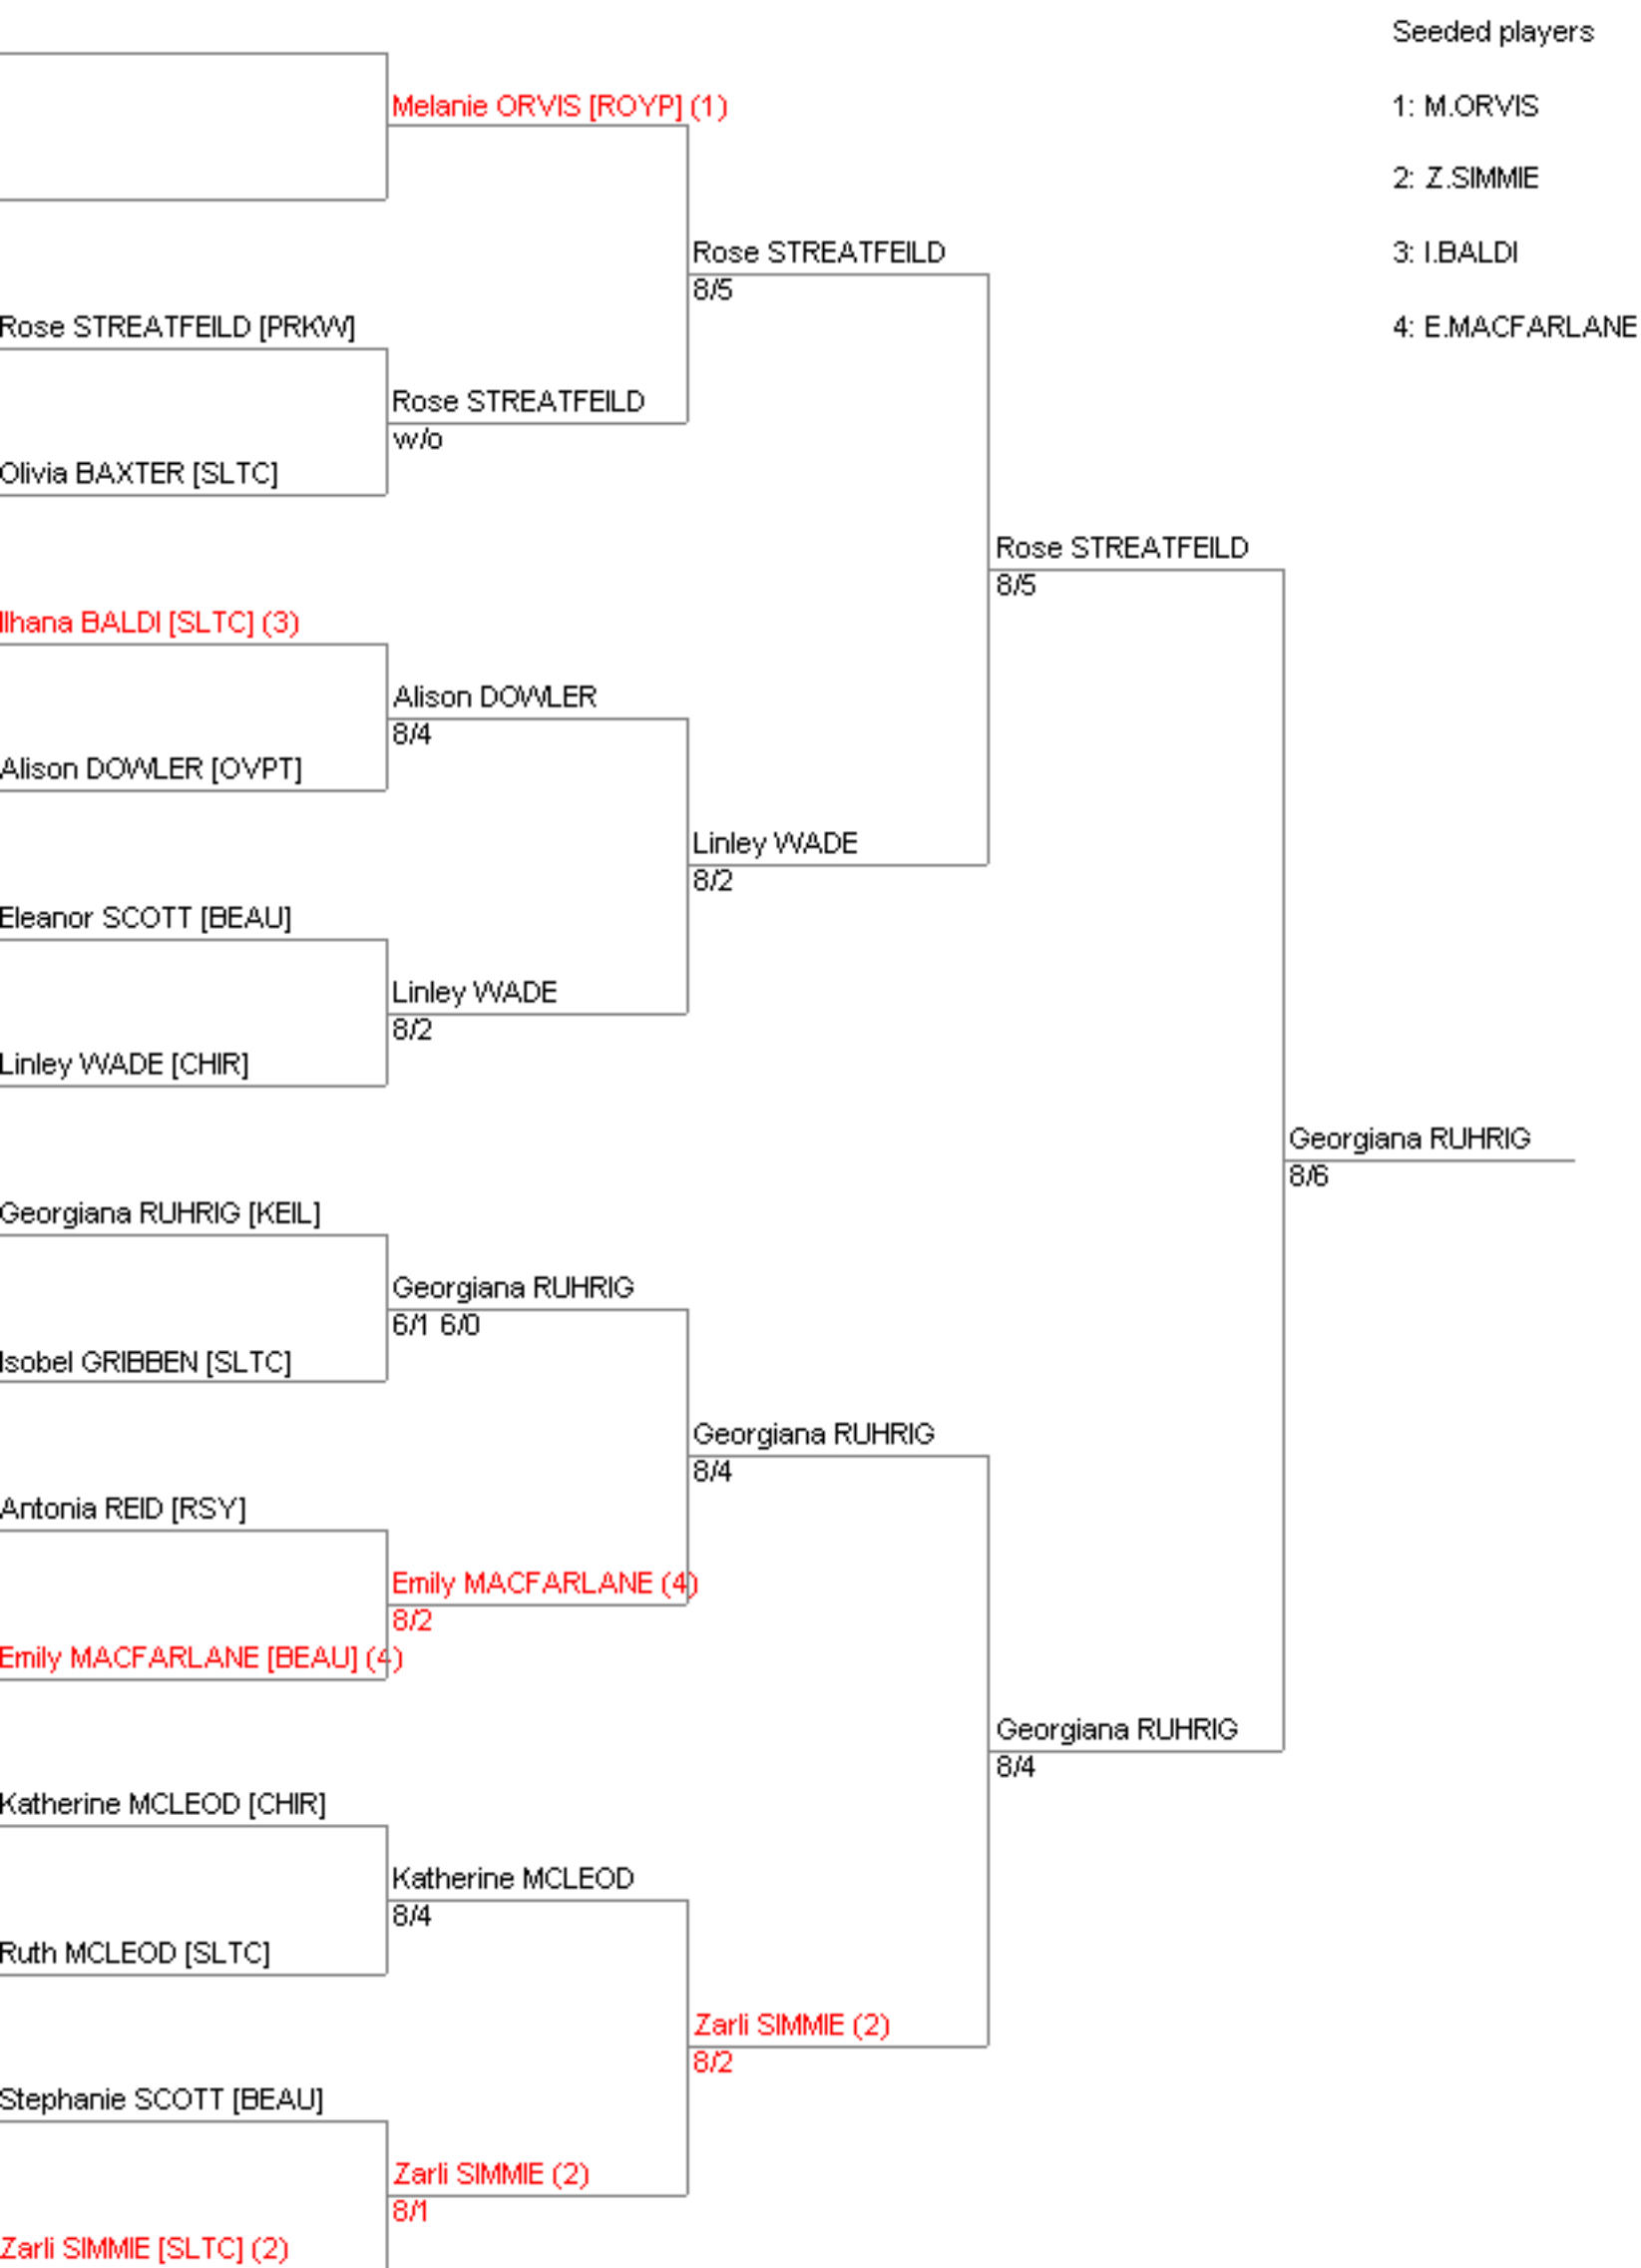 Seeded players
Melanie ORVIS [ROYP] (1)
1: M.ORVIS
2: Z.SIMMIE
Rose STREATFEILD
3: I.BALDI
8/5
Rose STREATFEILD [PRKW]
4: E.MACFARLANE
Rose STREATFEILD
w/o
Olivia BAXTER [SLTC]
Rose STREATFEILD
8/5
Ilhana BALDI [SLTC] (3)
Alison DOWLER
8/4
Alison DOWLER [OVPT]
Linley WADE
8/2
Eleanor SCOTT [BEAU]
Linley WADE
8/2
Linley WADE [CHIR]
Georgiana RUHRIG
8/6
Georgiana RUHRIG [KEIL]
Georgiana RUHRIG
6/1 6/0
Isobel GRIBBEN [SLTC]
Georgiana RUHRIG
8/4
Antonia REID [RSY]
Emily MACFARLANE (4)
8/2
Emily MACFARLANE [BEAU] (4)
Georgiana RUHRIG
8/4
Katherine MCLEOD [CHIR]
Katherine MCLEOD
8/4
Ruth MCLEOD [SLTC]
Zarli SIMMIE (2)
8/2
Stephanie SCOTT [BEAU]
Zarli SIMMIE (2)
8/1
Zarli SIMMIE [SLTC] (2)